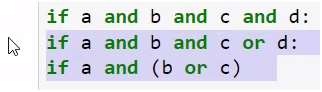 if a and b and c and d:
if a and b and c or d:
if a and (b or c)